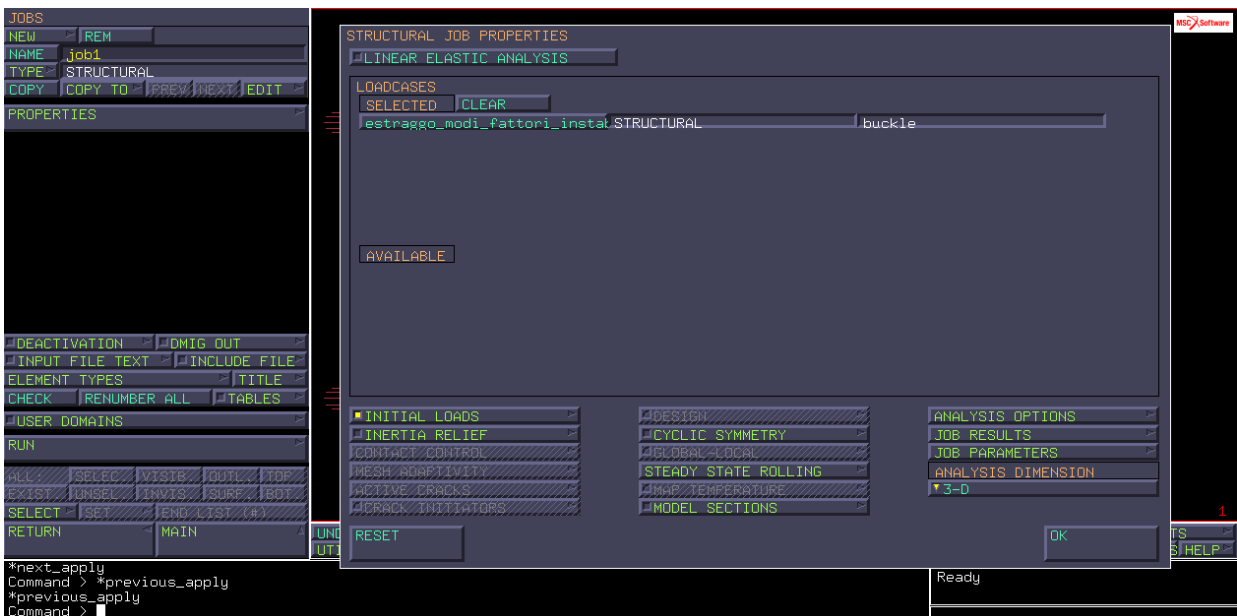 JOBS
NEW REM
NAME job1
TYPE STRUCTURAL
COPY COPY TO PREV NEXT EDIT
PROPERTIES
DEACTIVATION DMIG OUT
INPUT FILE TEXT INCLUDE FILE
ELEMENT TYPES TITLE
CHECK RENUMBER ALL TABLES
USER DOMAINS
RUN
ALL: SELEC. VISIB. OUTL. TOP
EXIST. UNSEL. INVIS. SURF. BOT.
SELECT SET END LIST (#)
RETURN MAIN
MSC Software
STRUCTURAL JOB PROPERTIES
LINEAR ELASTIC ANALYSIS
LOADCASES
SELECTED CLEAR
estraggo_modi_fattori_instab STRUCTURAL buckle
AVAILABLE
INITIAL LOADS DESIGN ANALYSIS OPTIONS
INERTIA RELIEF CYCLIC SYMMETRY JOB RESULTS
CONTACT CONTROL GLOBAL-LOCAL JOB PARAMETERS
MESH ADAPTIVITY STEADY STATE ROLLING ANALYSIS DIMENSION
ACTIVE CRACKS MAP TEMPERATURE 3-D
CRACK INITIATORS MODEL SECTIONS
RESET OK
1
UND TS
UTI S HELP
*next_apply
Command > *previous_apply
*previous_apply
Command >
Ready